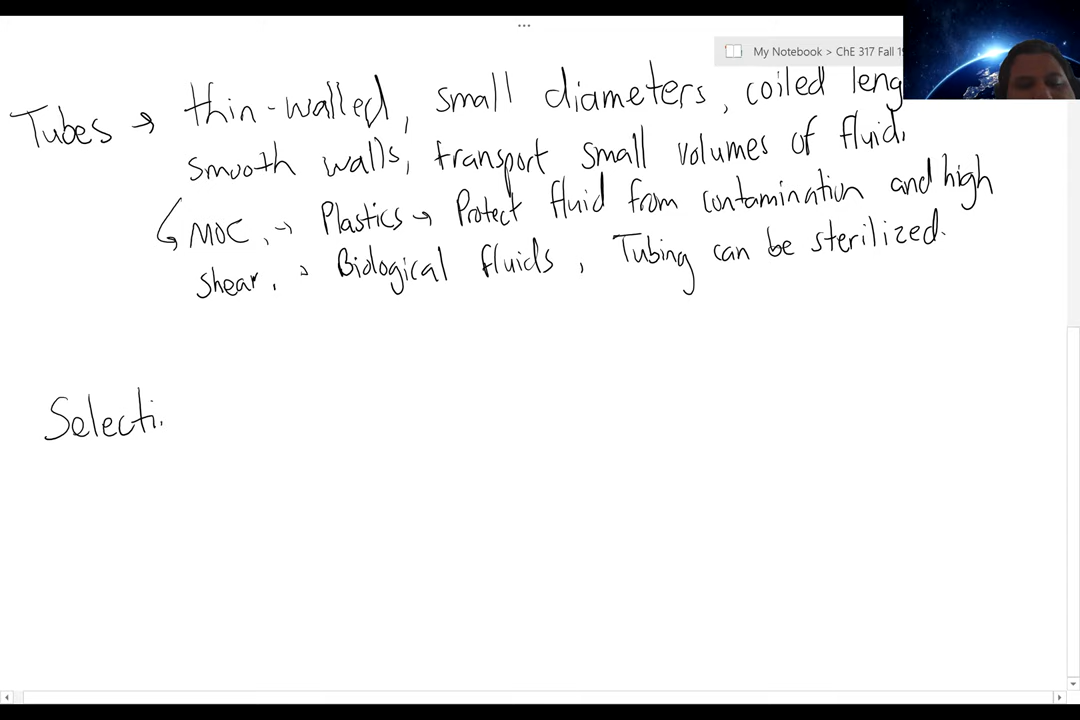 ...
My Notebook > ChE 317 Fall 1
Tubes → thin-walled, small diameters, coiled leng
smooth walls, transport small volumes of fluid.
↳ MOC. → Plastics → Protect fluid from contamination and high
shear. → Biological fluids, Tubing can be sterilized.
Selecti